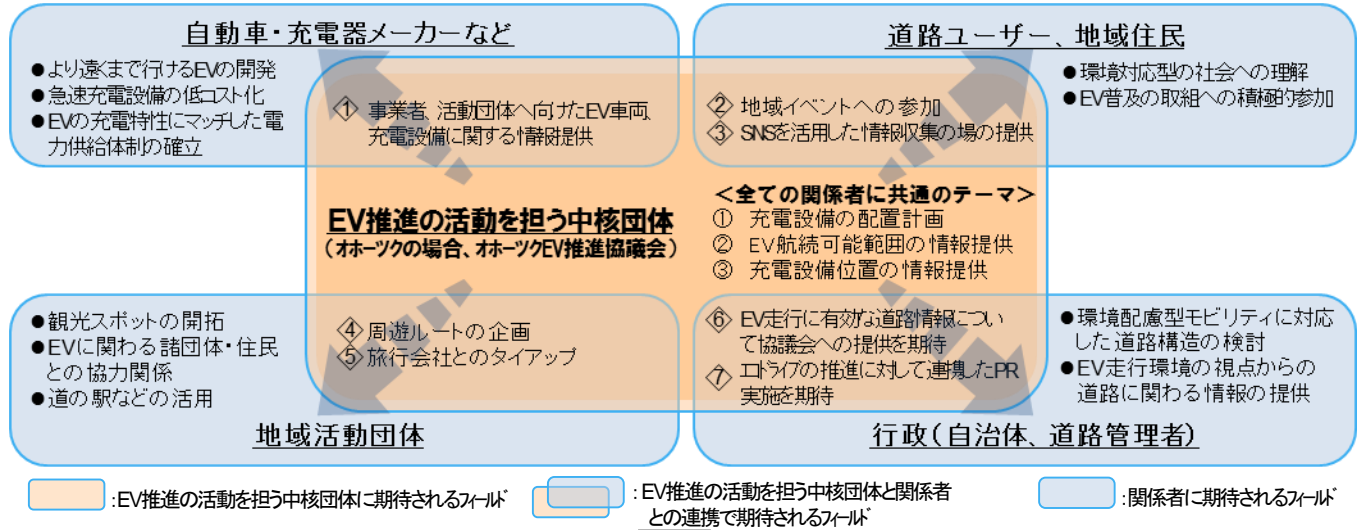 自動車・充電器メーカーなど
●より遠くまで行けるEVの開発
●急速充電設備の低コスト化
●EVの充電特性にマッチした電
力供給体制の確立
① 事業者、活動団体へ向けたEV車両、
充電設備に関する情報提供
道路ユーザー、地域住民
●環境対応型の社会への理解
●EV普及の取組への積極的参加
② 地域イベントへの参加
③ SNSを活用した情報収集の場の提供
EV推進の活動を担う中核団体
(オホーツクの場合、オホーツクEV推進協議会)
<全ての関係者に共通のテーマ>
① 充電設備の配置計画
② EV航続可能範囲の情報提供
③ 充電設備位置の情報提供
●観光スポットの開拓
●EVに関わる諸団体・住民
との協力関係
●道の駅などの活用
④ 周遊ルートの企画
⑤ 旅行会社とのタイアップ
地域活動団体
⑥ EV走行に有効な道路情報につい
て協議会への提供を期待
⑦ エコドライブの推進に対して連携したPR
実施を期待
●環境配慮型モビリティに対応
した道路構造の検討
●EV走行環境の視点からの
道路に関わる情報の提供
行政(自治体、道路管理者)
:EV推進の活動を担う中核団体に期待されるフィールド
:EV推進の活動を担う中核団体と関係者
との連携で期待されるフィールド
:関係者に期待されるフィールド